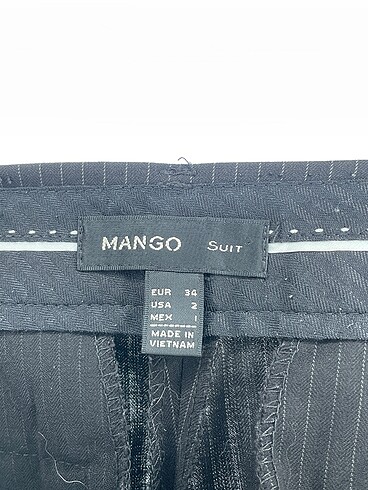 MANGO SUIT
EUR 34
USA 2
MEX 1
MADE IN
VIETNAM